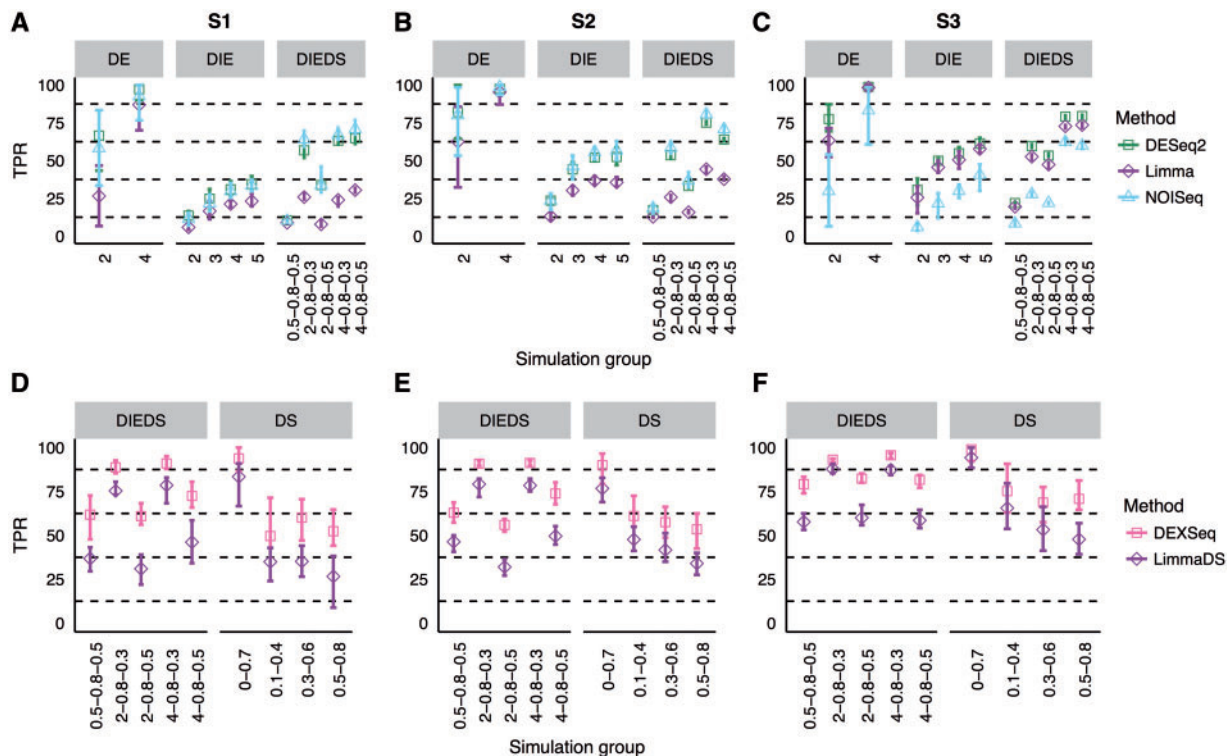 A S1
B S2
C S3
DE DIE DIEDS
DE DIE DIEDS
DE DIE DIEDS
TPR
100
75
50
25
0
100
75
50
25
0
100
75
50
25
0
2 4 2 3 4 5 0.5−0.8−0.5 2−0.8−0.3 2−0.8−0.5 4−0.8−0.3 4−0.8−0.5
2 4 2 3 4 5 0.5−0.8−0.5 2−0.8−0.3 2−0.8−0.5 4−0.8−0.3 4−0.8−0.5
2 4 2 3 4 5 0.5−0.8−0.5 2−0.8−0.3 2−0.8−0.5 4−0.8−0.3 4−0.8−0.5
Simulation group
Method
DESeq2
Limma
NOISeq
D
E
F
DIEDS DS
DIEDS DS
DIEDS DS
TPR
100
75
50
25
0
100
75
50
25
0
100
75
50
25
0
0.5−0.8−0.5 2−0.8−0.3 2−0.8−0.5 4−0.8−0.3 4−0.8−0.5 0−0.7 0.1−0.4 0.3−0.6 0.5−0.8
0.5−0.8−0.5 2−0.8−0.3 2−0.8−0.5 4−0.8−0.3 4−0.8−0.5 0−0.7 0.1−0.4 0.3−0.6 0.5−0.8
0.5−0.8−0.5 2−0.8−0.3 2−0.8−0.5 4−0.8−0.3 4−0.8−0.5 0−0.7 0.1−0.4 0.3−0.6 0.5−0.8
Simulation group
Method
DEXSeq
LimmaDS